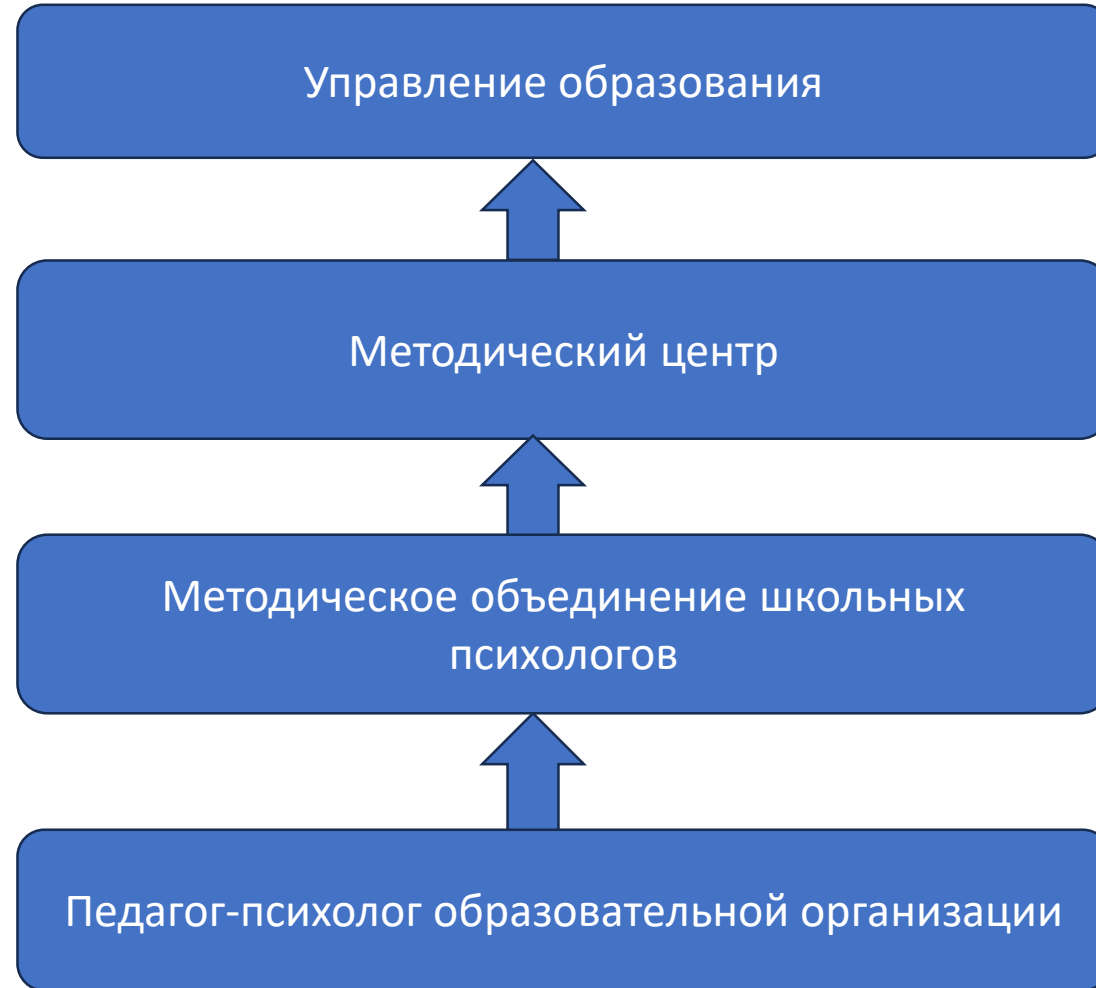 Управление образования
Методический центр
Методическое объединение школьных
психологов
Педагог-психолог образовательной организации